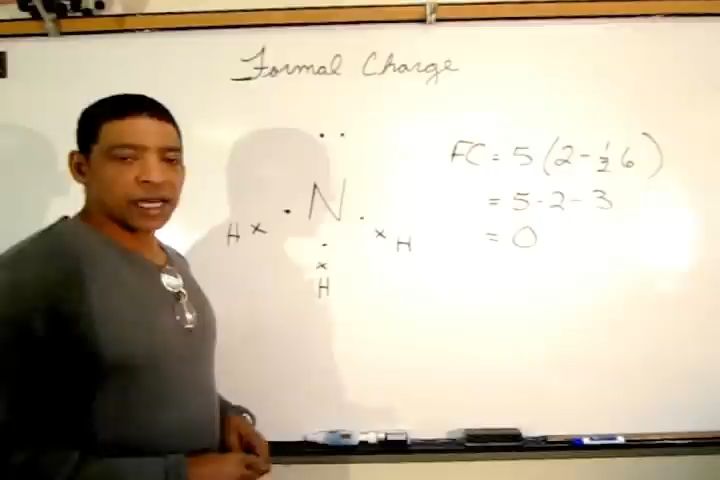 Formal Charge
FC = 5 (2 - ½ 6)
= 5 - 2 - 3
= 0
• •
• N •
H x • x H
x
H